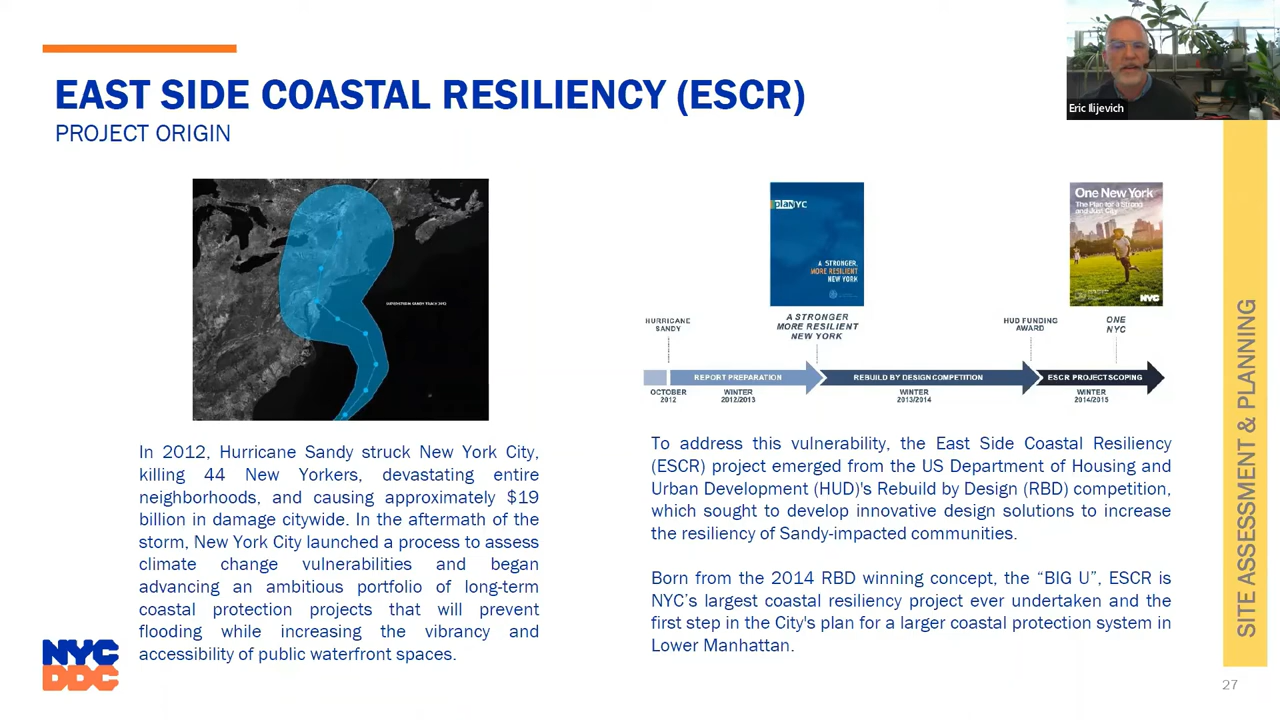 EAST SIDE COASTAL RESILIENCY (ESCR)
PROJECT ORIGIN
Eric Ilijevich
In 2012, Hurricane Sandy struck New York City,
killing 44 New Yorkers, devastating entire
neighborhoods, and causing approximately $19
billion in damage citywide. In the aftermath of the
storm, New York City launched a process to assess
climate change vulnerabilities and began
advancing an ambitious portfolio of long-term
coastal protection projects that will prevent
flooding while increasing the vibrancy and
accessibility of public waterfront spaces.
planYC
A STRONGER,
MORE RESILIENT
NEW YORK
One New York
The Plan for a Strong
and Just City
NYC
HURRICANE
SANDY
A STRONGER
MORE RESILIENT
NEW YORK
HUD FUNDING
AWARD
ONE
NYC
REPORT PREPARATION
REBUILD BY DESIGN COMPETITION
ESCR PROJECT SCOPING
OCTOBER
2012
WINTER
2012/2013
WINTER
2013/2014
WINTER
2014/2015
To address this vulnerability, the East Side Coastal Resiliency
(ESCR) project emerged from the US Department of Housing and
Urban Development (HUD)'s Rebuild by Design (RBD) competition,
which sought to develop innovative design solutions to increase
the resiliency of Sandy-impacted communities.
Born from the 2014 RBD winning concept, the “BIG U”, ESCR is
NYC’s largest coastal resiliency project ever undertaken and the
first step in the City's plan for a larger coastal protection system in
Lower Manhattan.
SITE ASSESSMENT & PLANNING
NYC
DDC
27